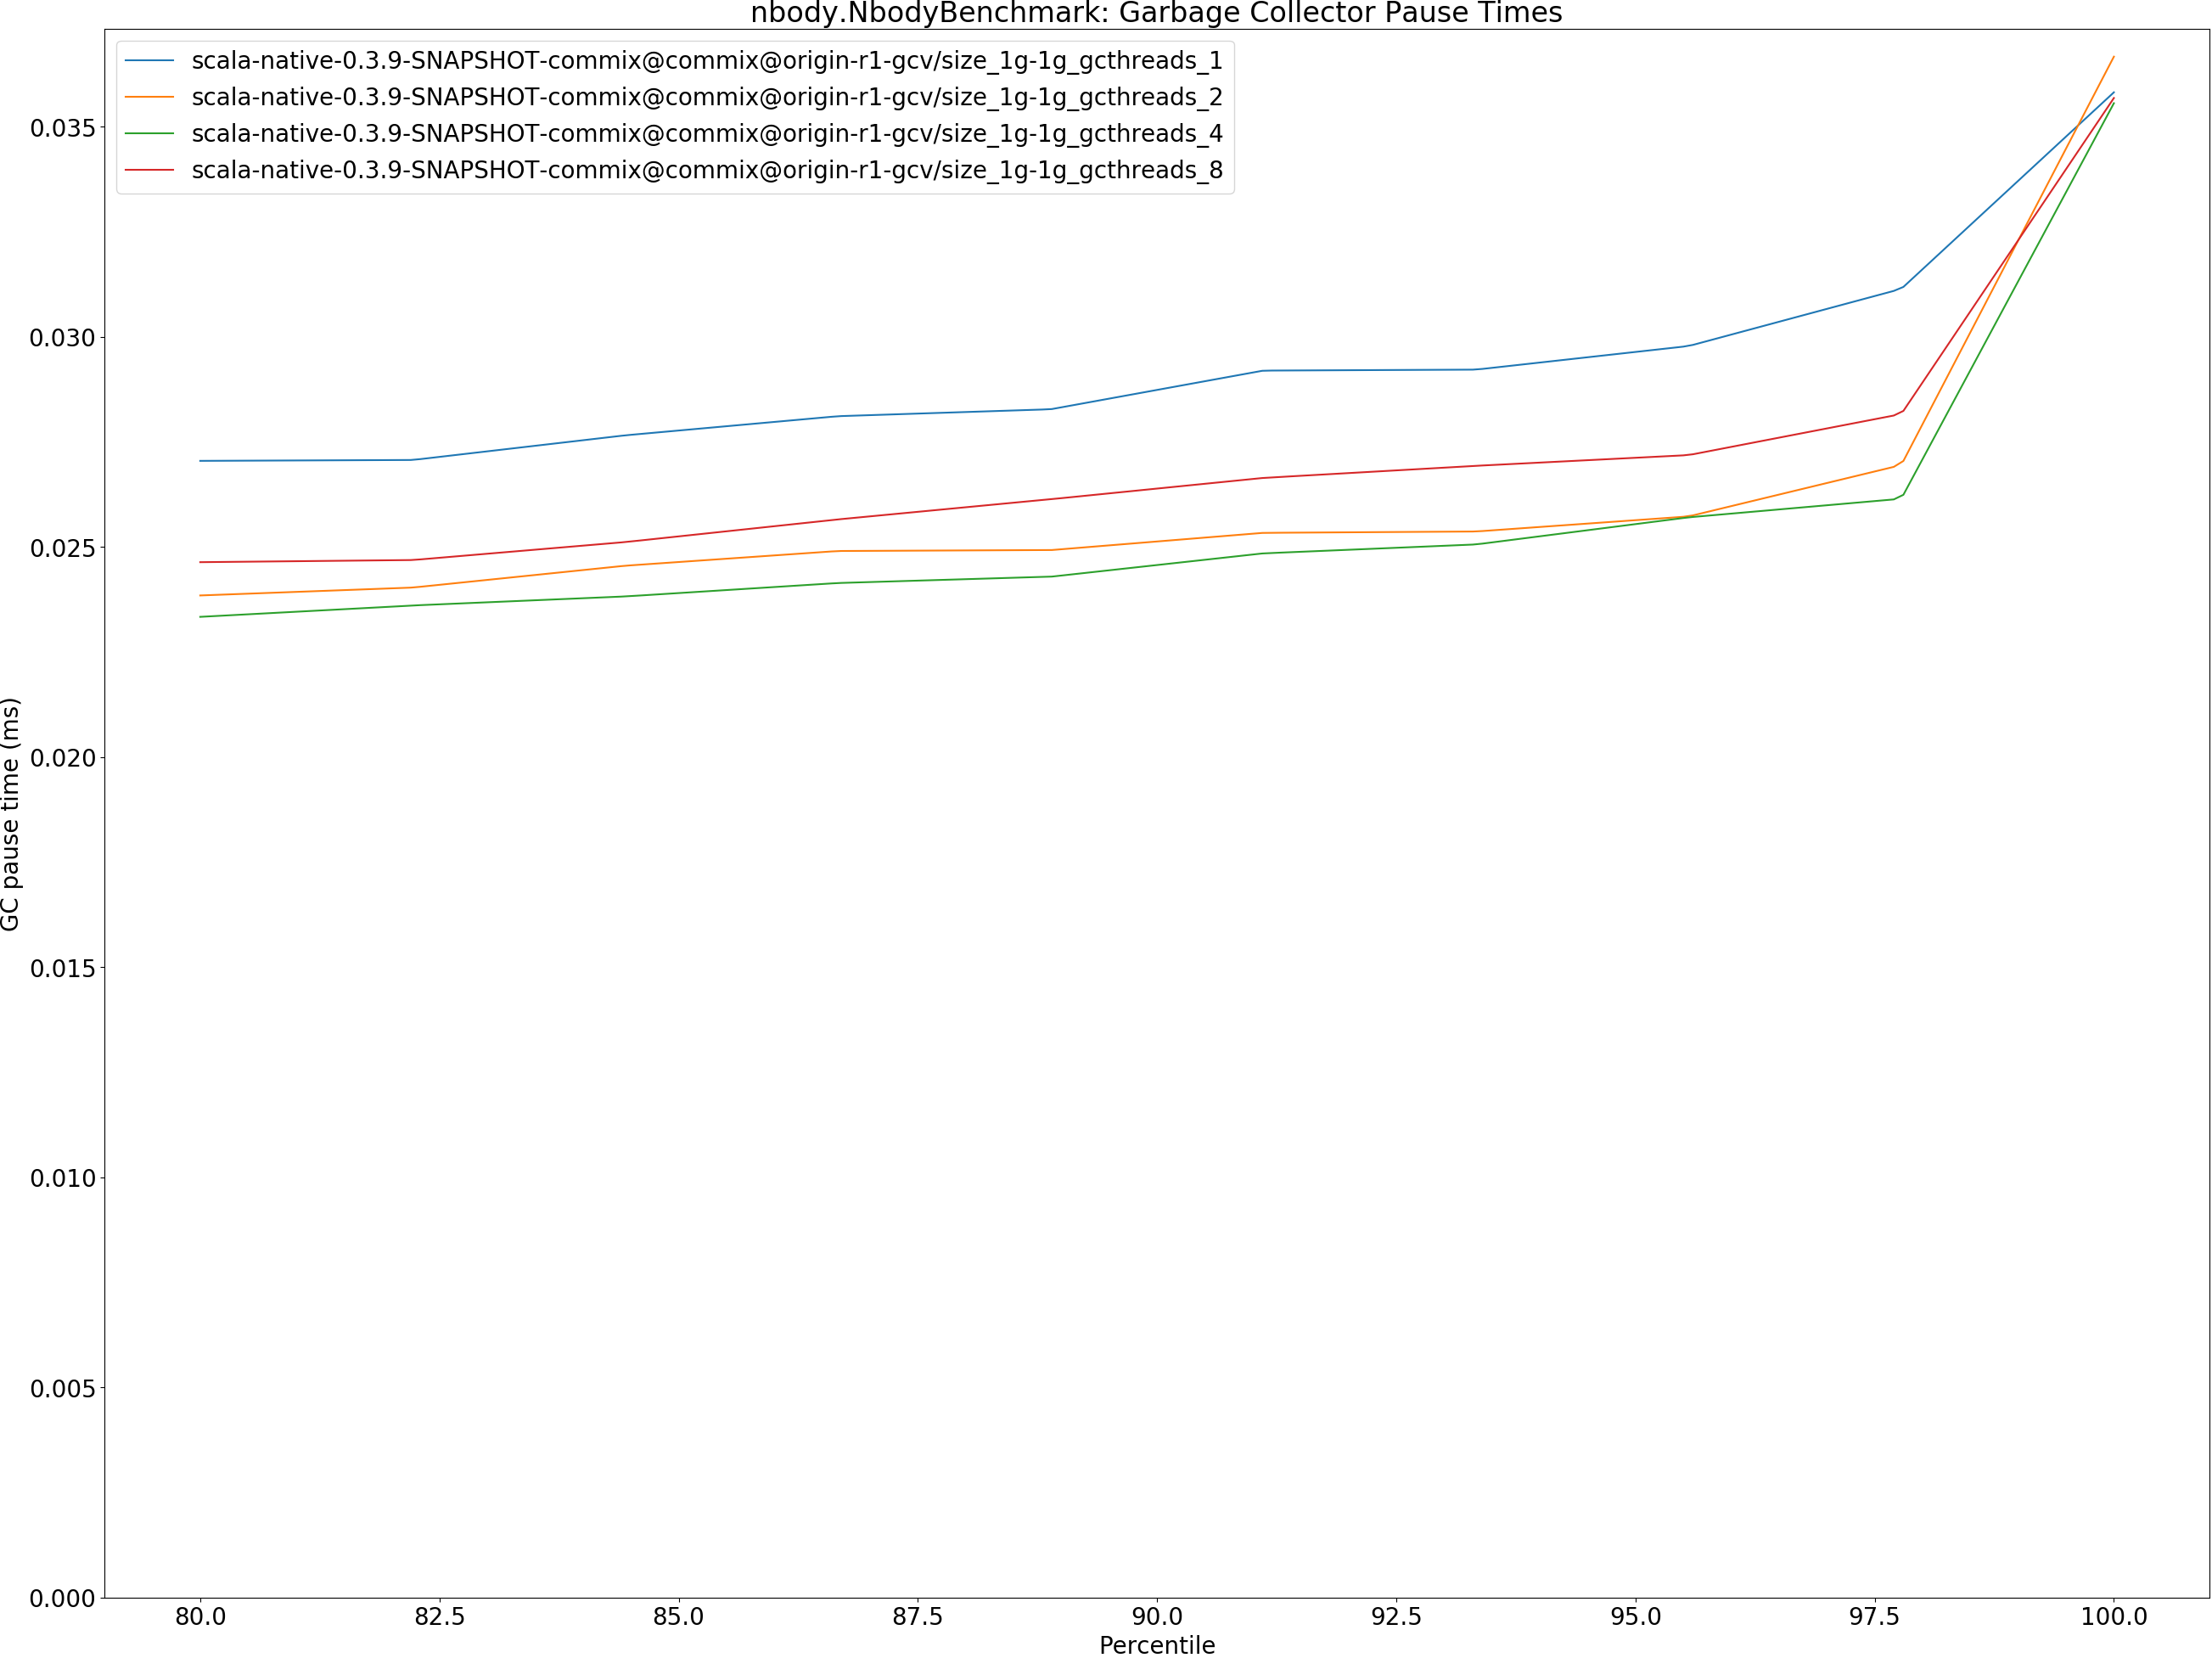 nbody.NbodyBenchmark: Garbage Collector Pause Times
scala-native-0.3.9-SNAPSHOT-commix@commix@origin-r1-gcv/size_1g-1g_gcthreads_1
scala-native-0.3.9-SNAPSHOT-commix@commix@origin-r1-gcv/size_1g-1g_gcthreads_2
scala-native-0.3.9-SNAPSHOT-commix@commix@origin-r1-gcv/size_1g-1g_gcthreads_4
scala-native-0.3.9-SNAPSHOT-commix@commix@origin-r1-gcv/size_1g-1g_gcthreads_8
GC pause time (ms)
0.035
0.030
0.025
0.020
0.015
0.010
0.005
0.000
80.0 82.5 85.0 87.5 90.0 92.5 95.0 97.5 100.0
Percentile